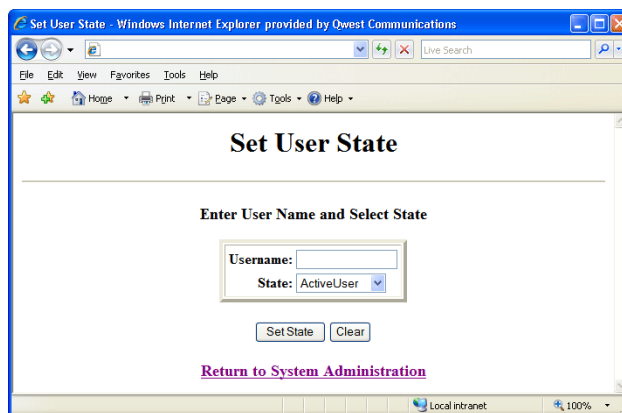 Set User State - Windows Internet Explorer provided by Qwest Communications
Live Search
File Edit View Favorites Tools Help
Home Print Page Tools Help
Set User State
Enter User Name and Select State
Username:
State: ActiveUser
Set State Clear
Return to System Administration
Local intranet 100%